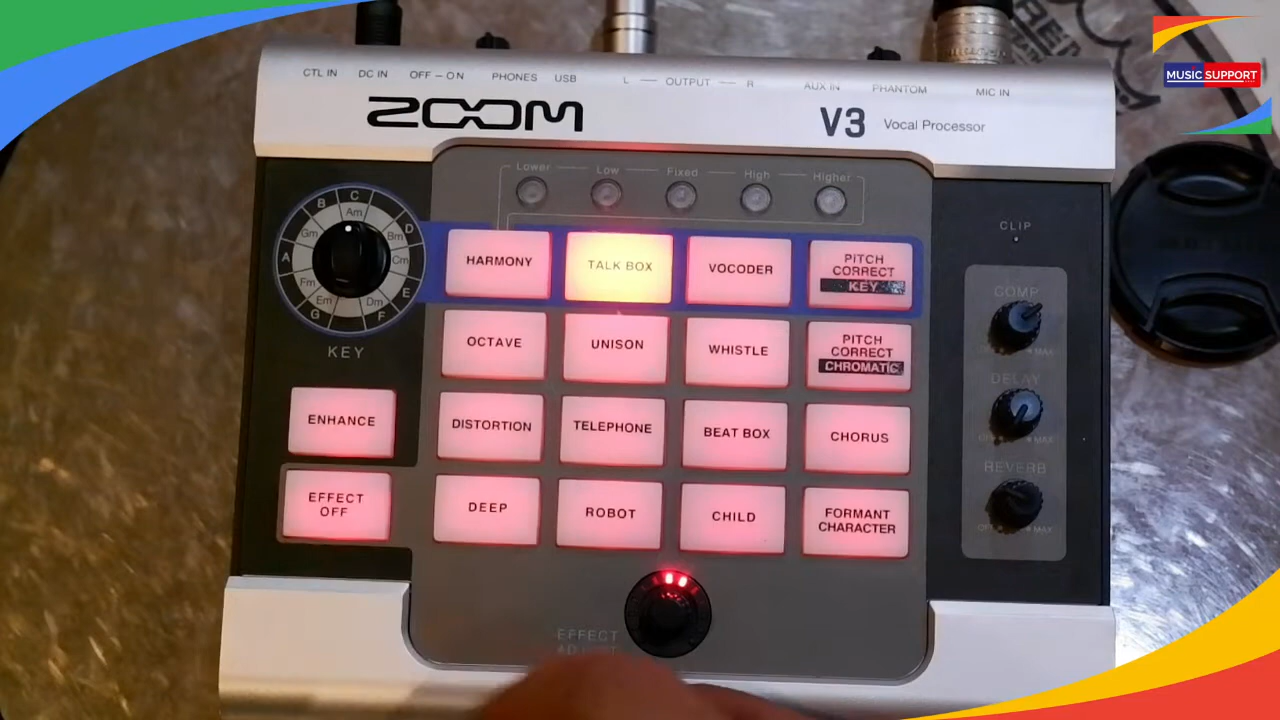 CTL IN DC IN OFF – ON PHONES USB L — OUTPUT — R AUX IN PHANTOM MIC IN
ZOOM
V3 Vocal Processor
MUSIC SUPPORT
Lower Low Fixed High Higher
C
Am
D
Bm
Cm
E
Dm
F
Em
G
Fm
A
Gm
B
KEY
CLIP
HARMONY
TALK BOX
VOCODER
PITCH
CORRECT
KEY
OCTAVE
UNISON
WHISTLE
PITCH
CORRECT
CHROMATIC
ENHANCE
DISTORTION
TELEPHONE
BEAT BOX
CHORUS
EFFECT
OFF
DEEP
ROBOT
CHILD
FORMANT
CHARACTER
COMP
OFF MAX
DELAY
OFF MAX
REVERB
OFF MAX
EFFECT